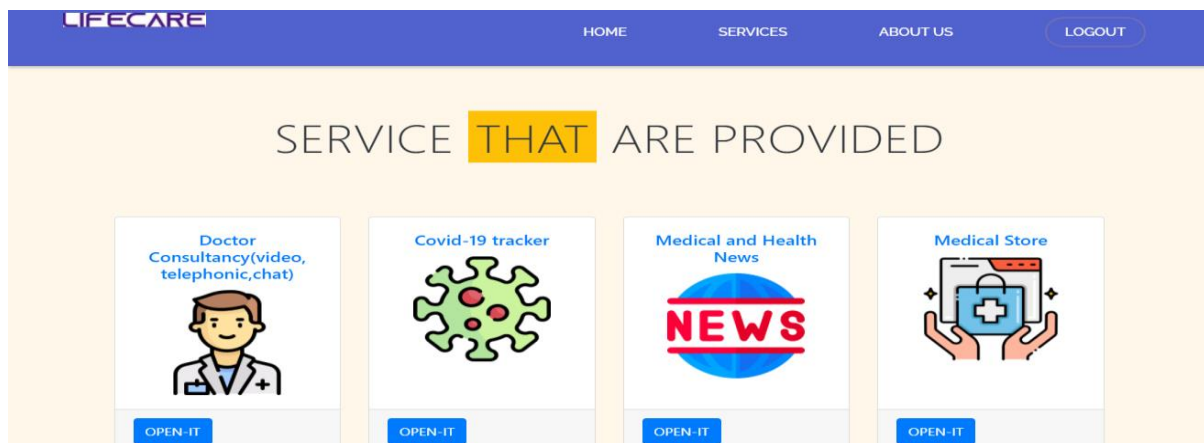 LIFECARE
HOME SERVICES ABOUT US LOGOUT
SERVICE THAT ARE PROVIDED
Doctor
Consultancy(video,
telephonic,chat)
Covid-19 tracker
Medical and Health
News
Medical Store
NEWS
OPEN-IT OPEN-IT OPEN-IT OPEN-IT